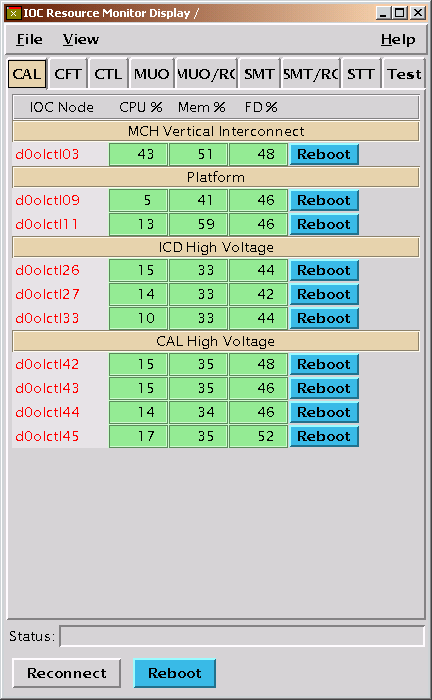 IOC Resource Monitor Display /
File View Help
CAL CFT CTL MUO MUO/RC SMT SMT/RC STT Test
IOC Node CPU % Mem % FD %
MCH Vertical Interconnect
d0olctl03 43 51 48 Reboot
Platform
d0olctl09 5 41 46 Reboot
d0olctl11 13 59 46 Reboot
ICD High Voltage
d0olctl26 15 33 44 Reboot
d0olctl27 14 33 42 Reboot
d0olctl33 10 33 44 Reboot
CAL High Voltage
d0olctl42 15 35 48 Reboot
d0olctl43 15 35 46 Reboot
d0olctl44 14 34 46 Reboot
d0olctl45 17 35 52 Reboot
Status:
Reconnect Reboot